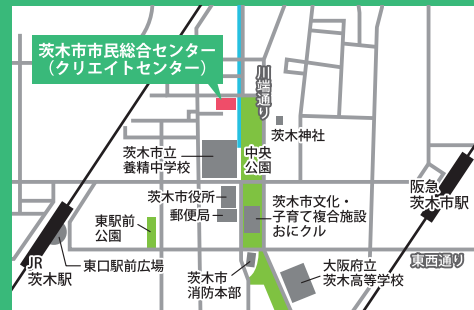 茨木市市民総合センター
（クリエイトセンター）
川端通り
茨木神社
茨木市立
養精中学校
中央
公園
茨木市役所
郵便局
茨木市文化・
子育て複合施設
おにクル
阪急
茨木市駅
東駅前
公園
JR
茨木駅
東口駅前広場
茨木市
消防本部
大阪府立
茨木高等学校
東西通り